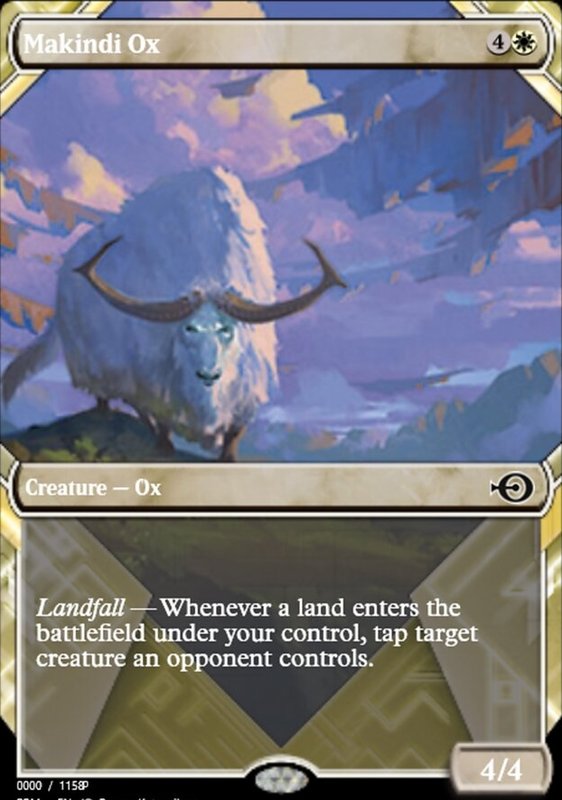 Makindi Ox 4
Creature — Ox
Landfall — Whenever a land enters the
battlefield under your control, tap target
creature an opponent controls.
4/4
0000 / 1158P